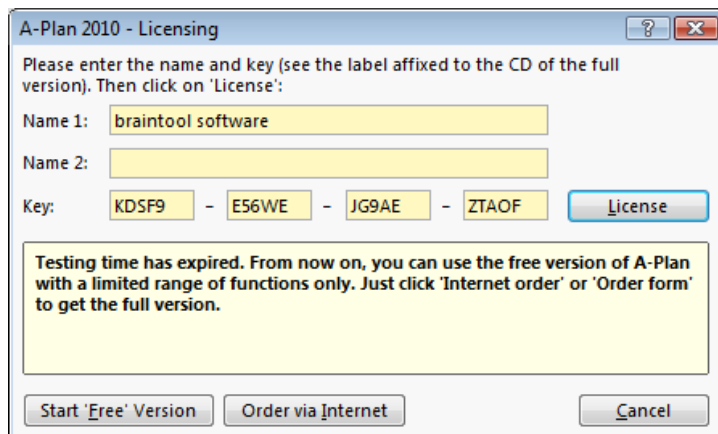 A-Plan 2010 - Licensing
Please enter the name and key (see the label affixed to the CD of the full
version). Then click on 'License':
Name 1: braintool software
Name 2:
Key: KDSF9 - E56WE - JG9AE - ZTAOF License
Testing time has expired. From now on, you can use the free version of A-Plan
with a limited range of functions only. Just click 'Internet order' or 'Order form'
to get the full version.
Start 'Free' Version Order via Internet Cancel